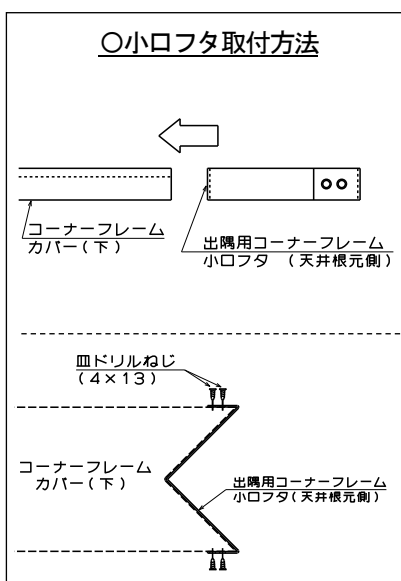 ○小口フタ取付方法
コーナーフレーム
カバー(下)
出隅用コーナーフレーム
小口フタ (天井根元側)
皿ドリルねじ
(4×13)
コーナーフレーム
カバー(下)
出隅用コーナーフレーム
小口フタ(天井根元側)